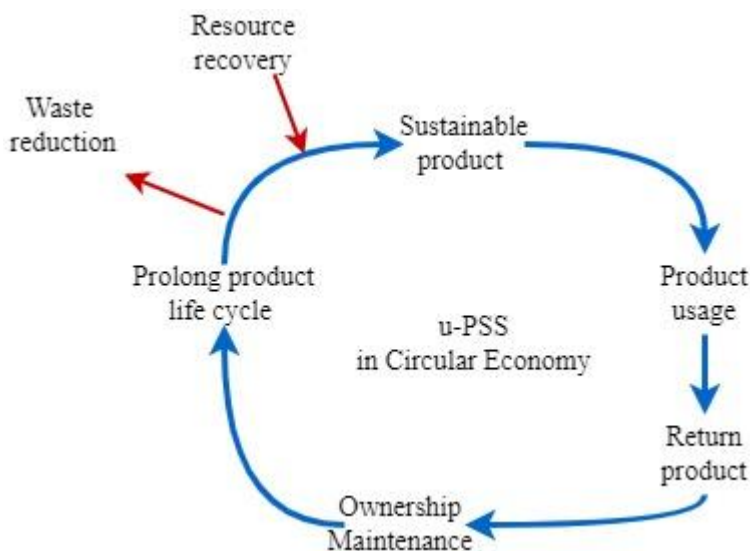 Resource
recovery
Waste
reduction
Sustainable
product
Prolong product
life cycle
Product
usage
u-PSS
in Circular Economy
Return
product
Ownership
Maintenance